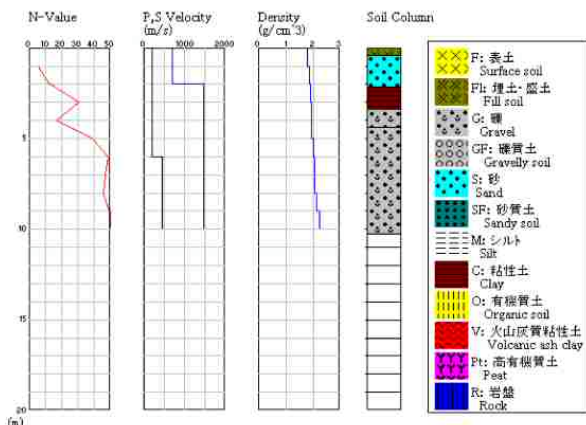 N-Value
P,S Velocity
(m/s)
Density
(g/cm^3)
Soil Column
0 10 20 30 40 50
0 1000 2000
0 1 2 3
5
10
15
20
(m)
F: 表土
Surface soil
Fl: 埋土・盛土
Fill soil
G: 礫
Gravel
GF: 礫質土
Gravelly soil
S: 砂
Sand
SF: 砂質土
Sandy soil
M: シルト
Silt
C: 粘性土
Clay
O: 有機質土
Organic soil
V: 火山灰質粘性土
Volcanic ash clay
Pt: 高有機質土
Peat
R: 岩盤
Rock